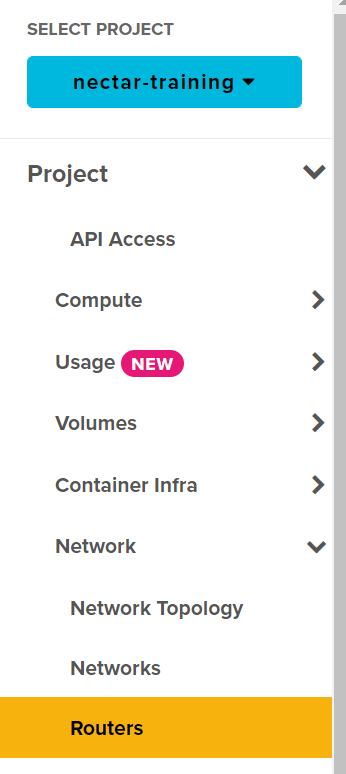 SELECT PROJECT
nectar-training
Project
API Access
Compute
Usage NEW
Volumes
Container Infra
Network
Network Topology
Networks
Routers